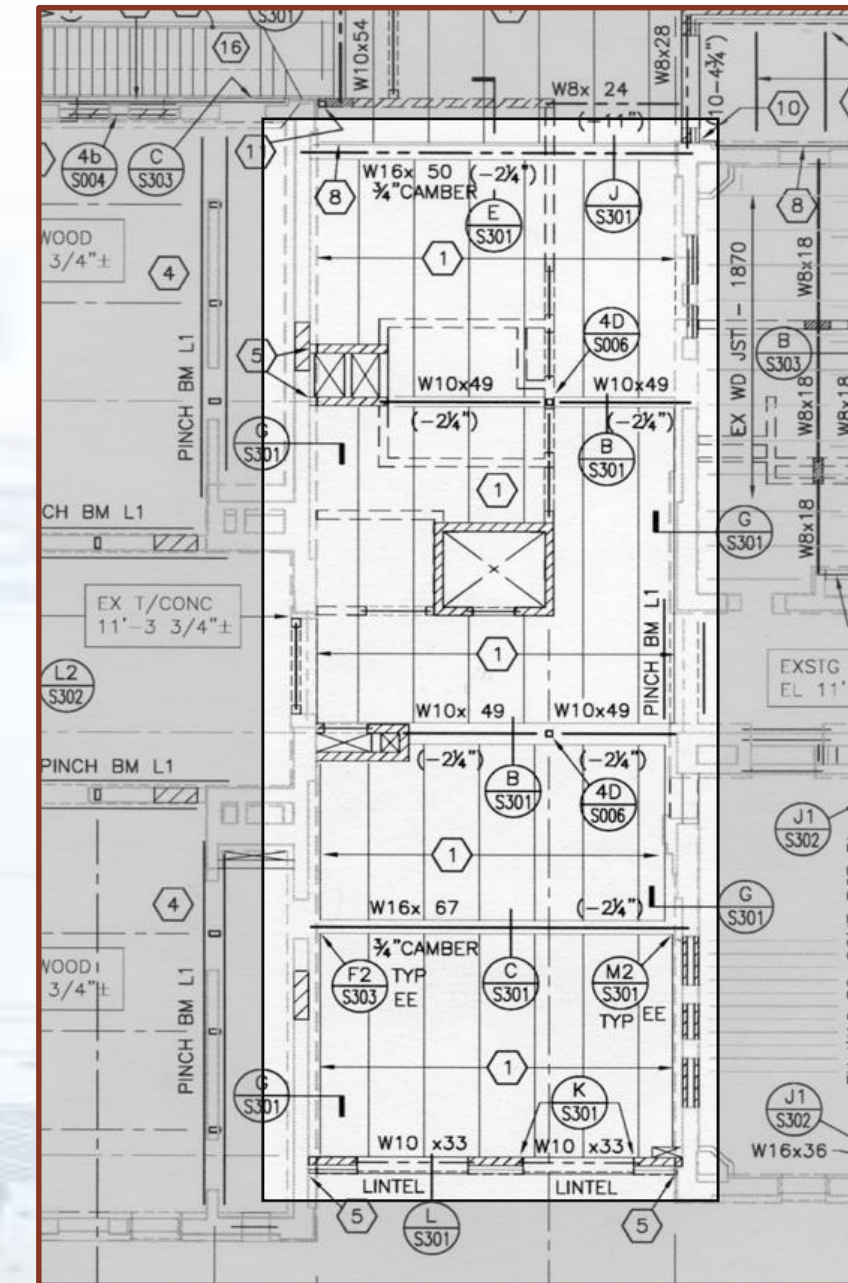 S301
16
W10x54
W8x28
W8x 24
(-11")
(10-4¾")
10
4b
S004
C
S303
11
8
W16x 50 (-2¼")
¾"CAMBER
E
S301
J
S301
8
WOOD
3/4"±
4
1
EX WD JST - 1870
W8x18
5
4D
S006
B
S303
W10x49
W10x49
(-2¼")
(-2¼")
PINCH BM L1
G
S301
B
S301
W8x18
W8x18
1
CH BM L1
G
S301
W8x18
EX T/CONC
11'-3 3/4"±
1
PINCH BM L1
L2
S302
EXSTG
EL 11'
W10x 49
W10x49
PINCH BM L1
(-2¼")
(-2¼")
B
S301
4D
S006
J1
S302
1
4
W16x 67
(-2¼")
G
S301
¾"CAMBER
WOOD
3/4"±
F2
S303
TYP
EE
C
S301
M2
S301
TYP EE
PINCH BM L1
1
G
S301
K
S301
J1
S302
W10 x33
W10 x33
W16x36
LINTEL
LINTEL
5
L
S301
5